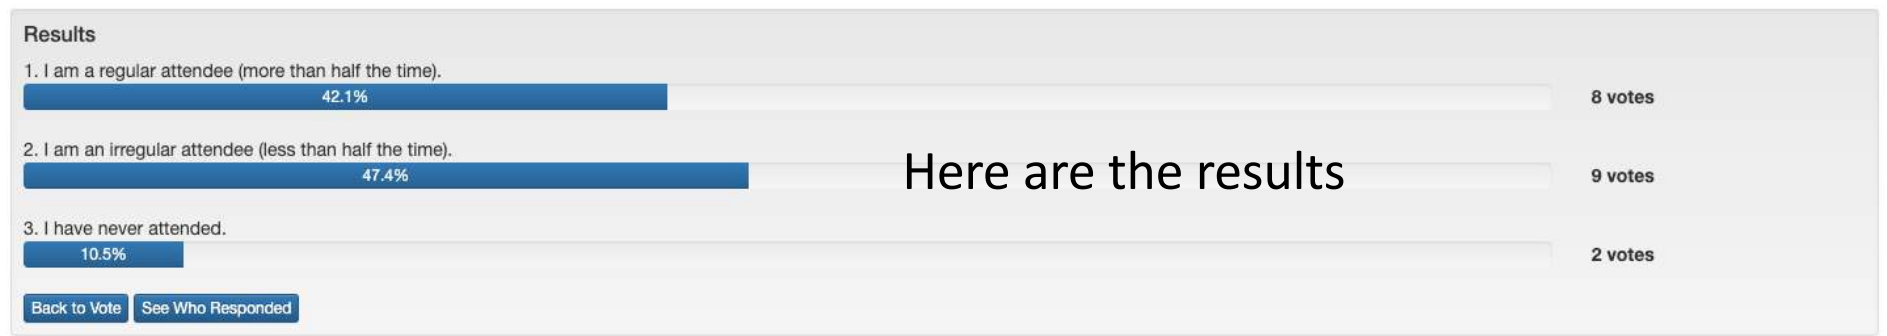 Results
1. I am a regular attendee (more than half the time).
42.1%
8 votes
2. I am an irregular attendee (less than half the time).
47.4%
Here are the results
9 votes
3. I have never attended.
10.5%
2 votes
Back to Vote
See Who Responded